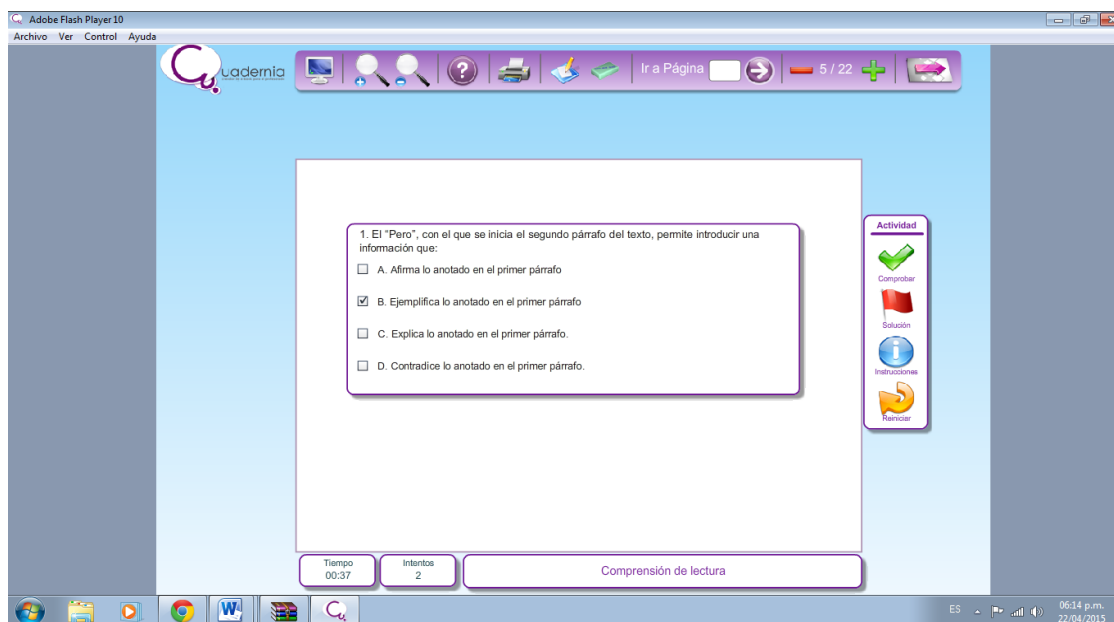 Adobe Flash Player 10
Archivo Ver Control Ayuda
Cuadernia
Ir a Página
5 / 22
1. El "Pero", con el que se inicia el segundo párrafo del texto, permite introducir una
información que:
A. Afirma lo anotado en el primer párrafo
B. Ejemplifica lo anotado en el primer párrafo
C. Explica lo anotado en el primer párrafo.
D. Contradice lo anotado en el primer párrafo.
Actividad
Comprobar
Solución
Instrucciones
Reiniciar
Tiempo
00:37
Intentos
2
Comprensión de lectura
ES
06:14 p.m.
22/04/2015